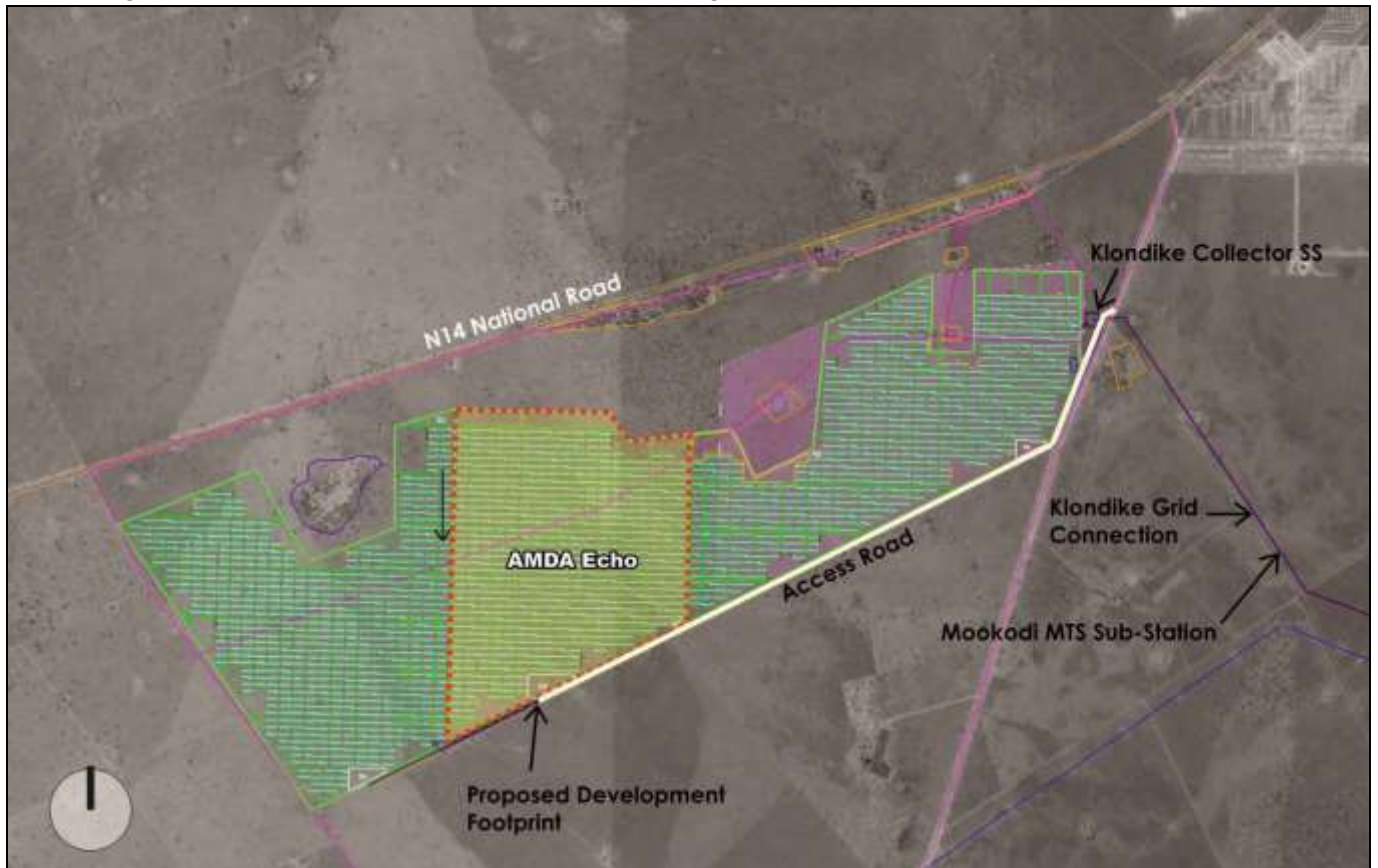 Klondike Collector SS
N14 National Road
Klondike Grid
Connection
AMDA Echo
Access Road
Mookodi MTS Sub-Station
Proposed Development
Footprint